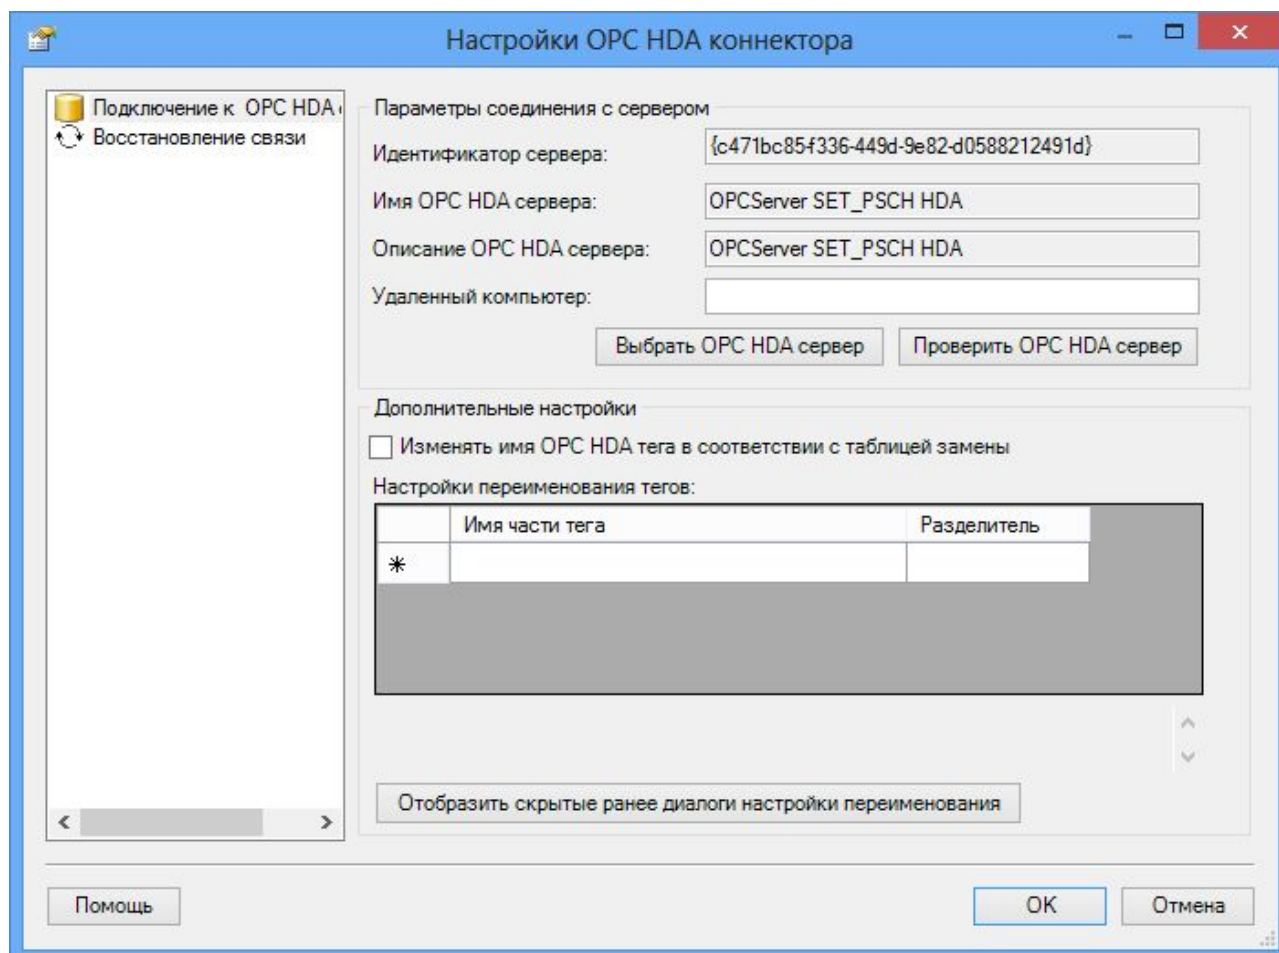 Настройки OPC HDA коннектора
Подключение к OPC HDA
Восстановление связи
Параметры соединения с сервером
Идентификатор сервера:
{c471bc85-f336-449d-9e82-d0588212491d}
Имя OPC HDA сервера:
OPCServer SET_PSCH HDA
Описание OPC HDA сервера:
OPCServer SET_PSCH HDA
Удаленный компьютер:
Выбрать OPC HDA сервер
Проверить OPC HDA сервер
Дополнительные настройки
Изменять имя OPC HDA тега в соответствии с таблицей замены
Настройки переименования тегов:
Имя части тега
Разделитель
Отобразить скрытые ранее диалоги настройки переименования
Помощь
OK
Отмена